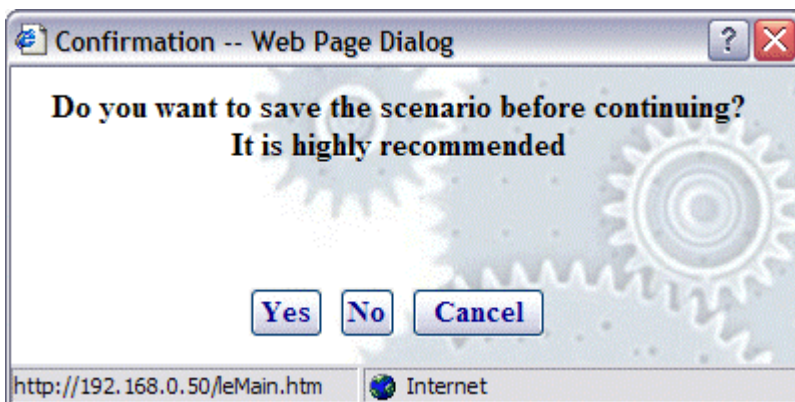 Confirmation -- Web Page Dialog
?
Do you want to save the scenario before continuing?
It is highly recommended
Yes No Cancel
http://192.168.0.50/leMain.htm Internet